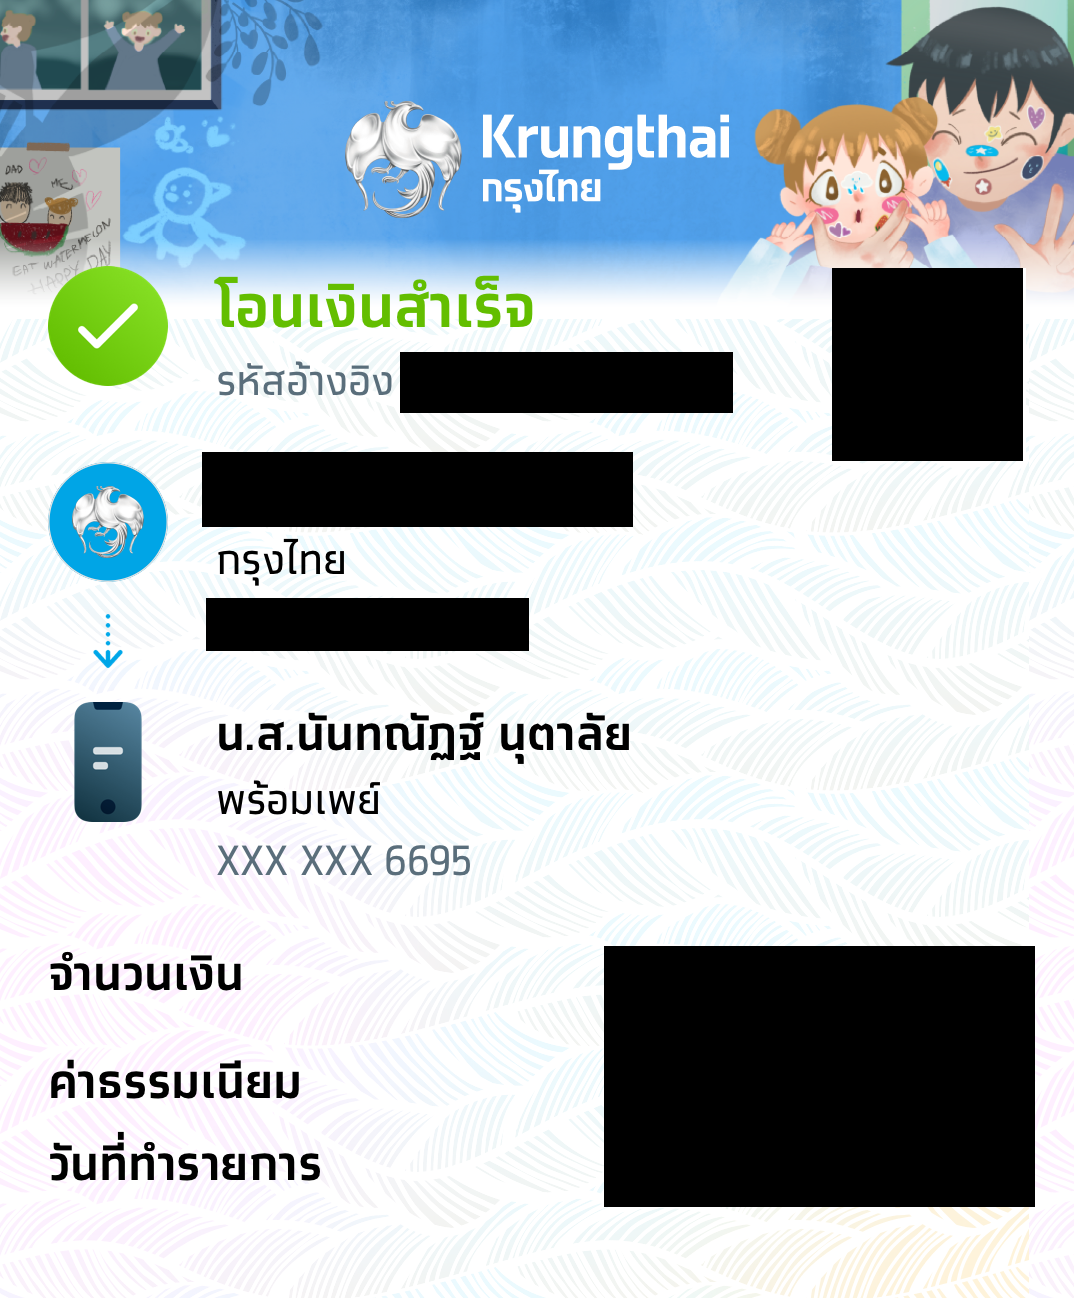 DAD
ME
EAT WATERMELON
HAPPY DAY
Krungthai
กรุงไทย
โอนเงินสำเร็จ
รหัสอ้างอิง
กรุงไทย
น.ส.นันทณัฏฐ์ นุตาลัย
พร้อมเพย์
XXX XXX 6695
จำนวนเงิน
ค่าธรรมเนียม
วันที่ทำรายการ